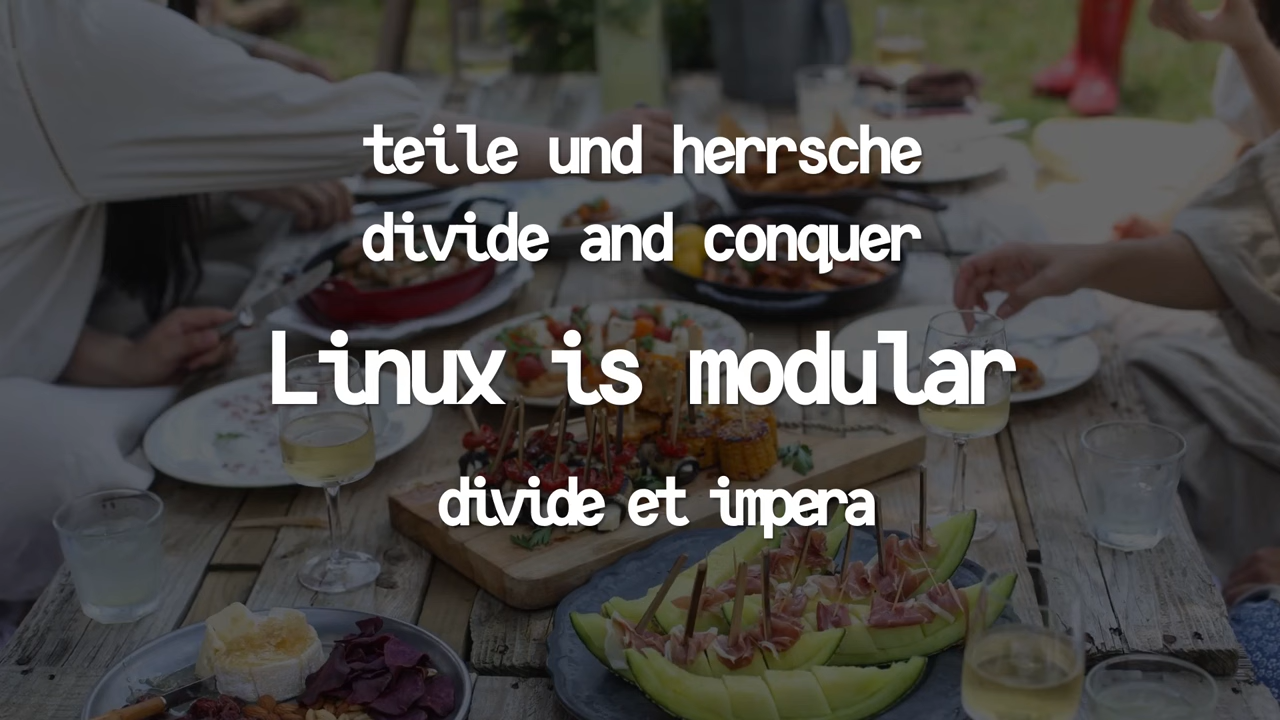 teile und herrsche
divide and conquer
Linux is modular
divide et impera